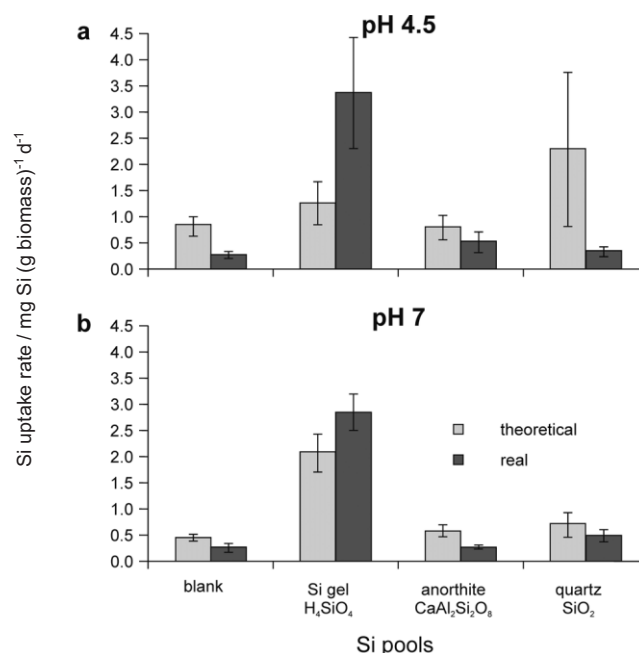 a
pH 4.5
4.5
4.0
3.5
3.0
2.5
2.0
1.5
1.0
0.5
0.0
Si uptake rate / mg Si (g biomass)⁻¹ d⁻¹
b
pH 7
4.5
4.0
3.5
3.0
2.5
2.0
1.5
1.0
0.5
0.0
theoretical
real
blank
Si gel
H₄SiO₄
anorthite
CaAl₂Si₂O₈
quartz
SiO₂
Si pools